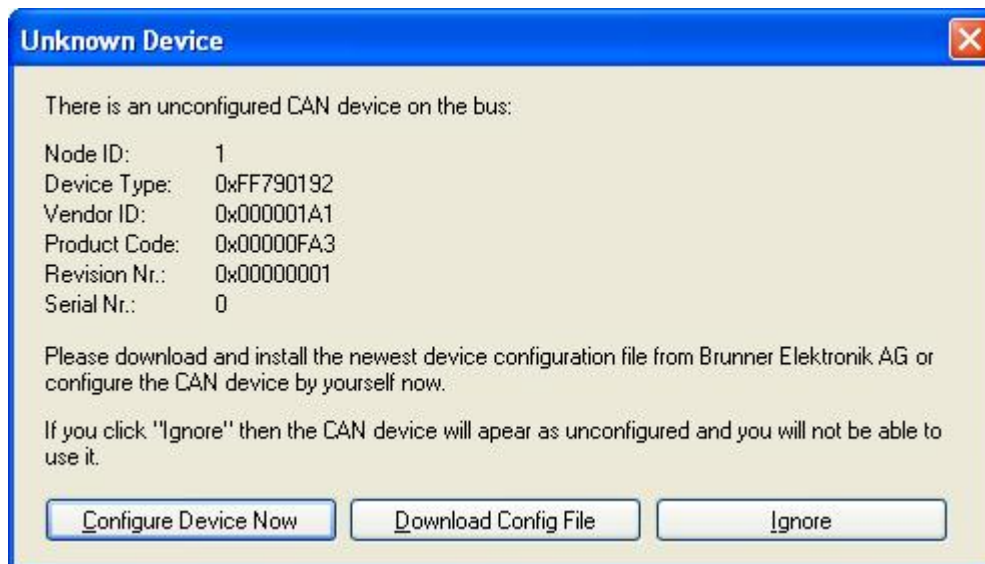 Unknown Device
There is an unconfigured CAN device on the bus:
Node ID: 1
Device Type: 0xFF790192
Vendor ID: 0x000001A1
Product Code: 0x00000FA3
Revision Nr.: 0x00000001
Serial Nr.: 0
Please download and install the newest device configuration file from Brunner Elektronik AG or
configure the CAN device by yourself now.
If you click "Ignore" then the CAN device will apear as unconfigured and you will not be able to
use it.
Configure Device Now Download Config File Ignore